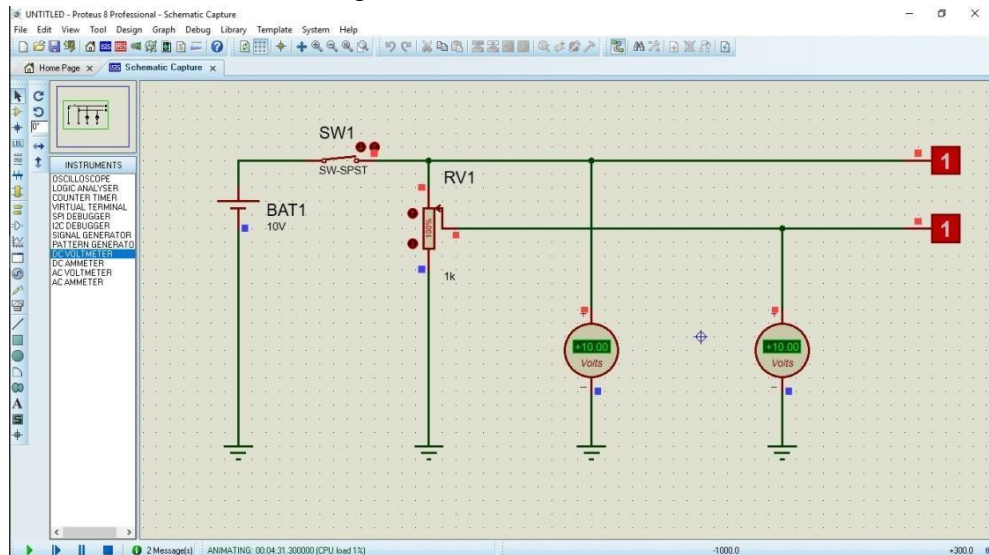 UNTITLED - Proteus 8 Professional - Schematic Capture
File Edit View Tool Design Graph Debug Library Template System Help
Home Page x
Schematic Capture x
0°
LBL
INSTRUMENTS
OSCILLOSCOPE
LOGIC ANALYSER
COUNTER TIMER
VIRTUAL TERMINAL
SPI DEBUGGER
I2C DEBUGGER
SIGNAL GENERATOR
PATTERN GENERATO
DC VOLTMETER
DC AMMETER
AC VOLTMETER
AC AMMETER
SW1
SW-SPST
1
RV1
BAT1
10V
100%
1
1k
+10.00
Volts
+10.00
Volts
2 Message(s)
ANIMATING: 00:04:31.300000 (CPU load 1%)
-1000.0
+300.0